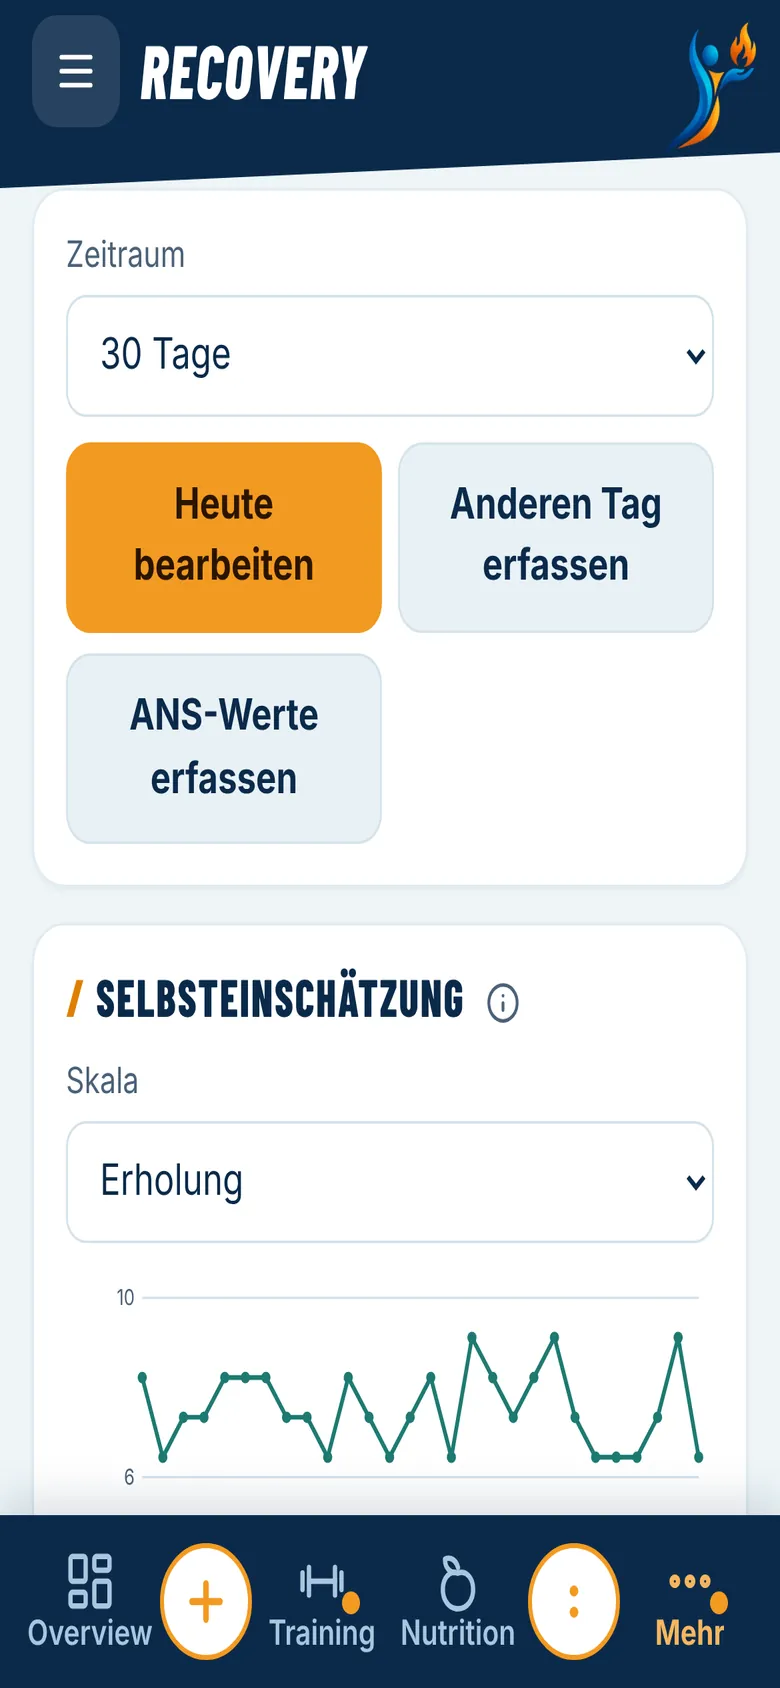 RECOVERY
Zeitraum
30 Tage
Heute
bearbeiten
Anderen Tag
erfassen
ANS-Werte
erfassen
/ SELBSTEINSCHÄTZUNG
Skala
Erholung
10
6
Overview
Training
Nutrition
Mehr